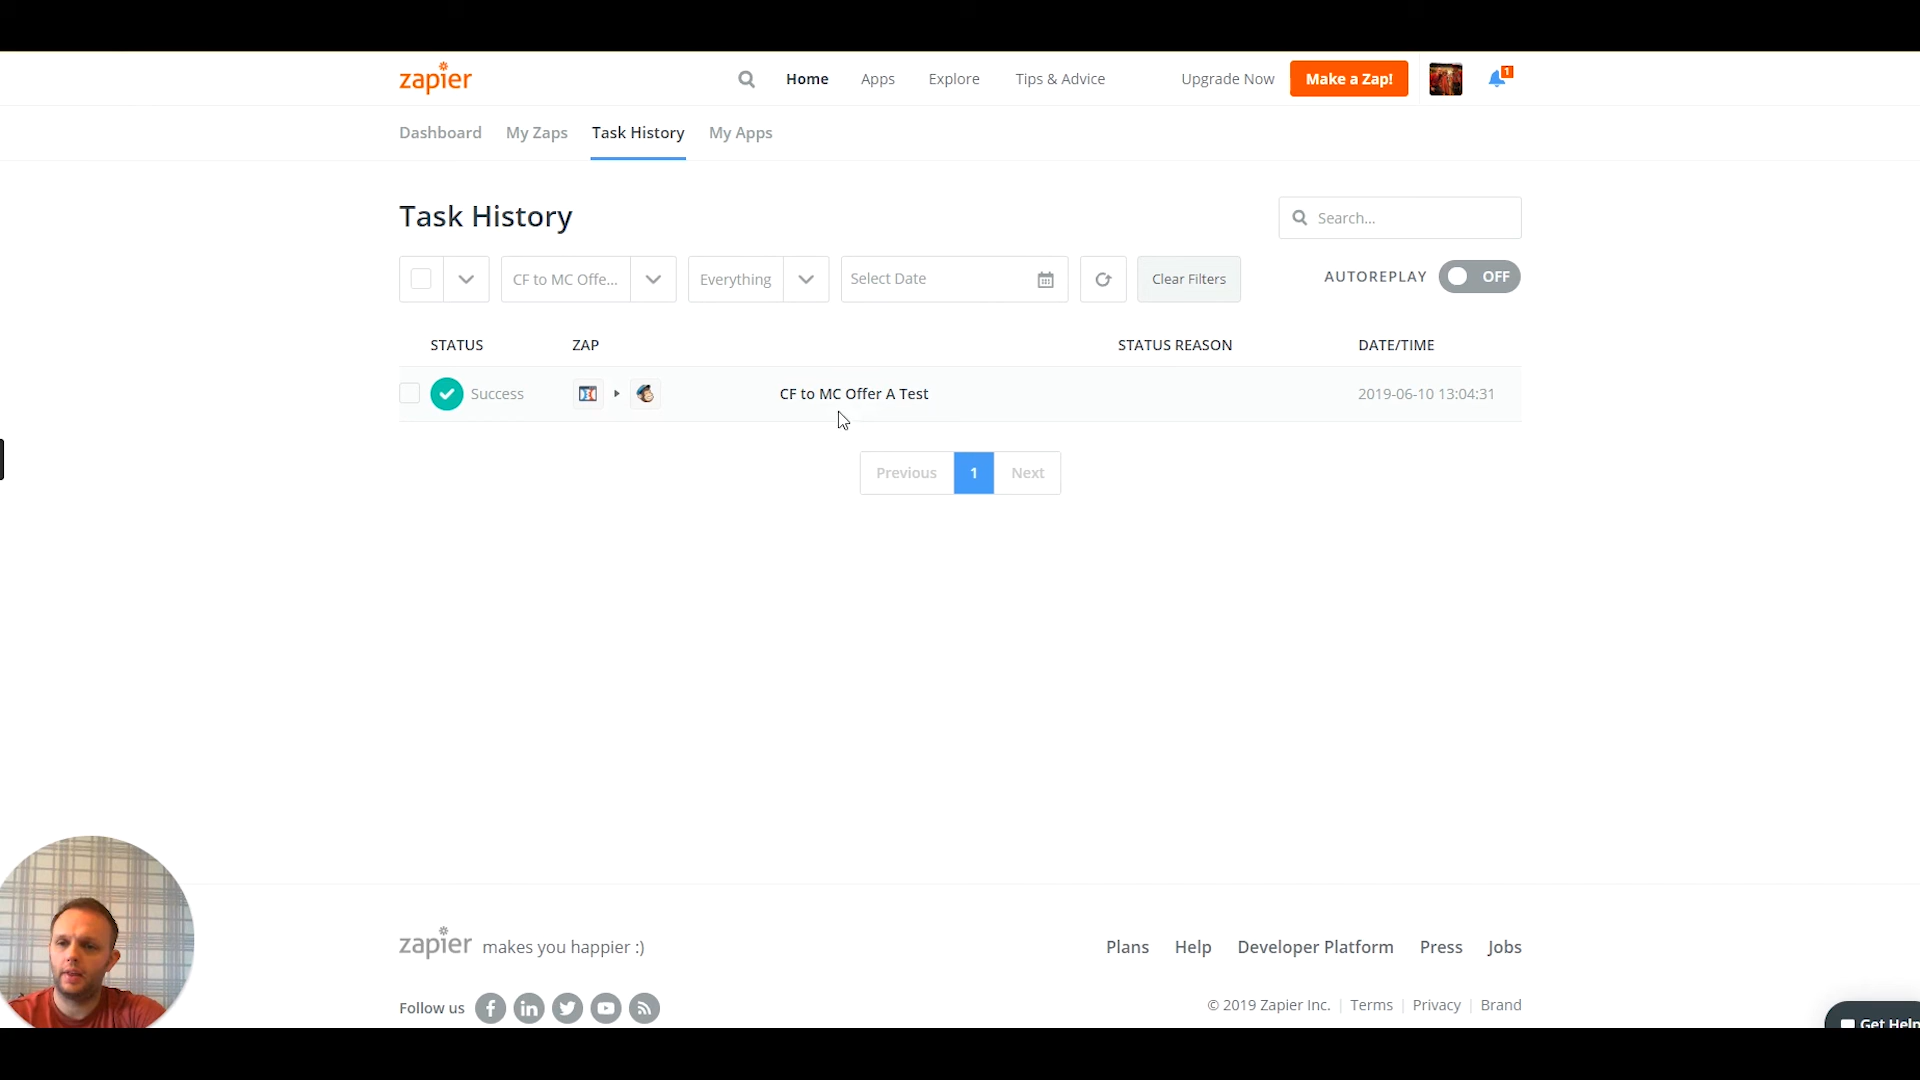 zapier Home Apps Explore Tips & Advice Upgrade Now Make a Zap! 1
Dashboard My Zaps Task History My Apps
Task History Search...
CF to MC Offe... Everything Select Date Clear Filters AUTOREPLAY OFF
STATUS ZAP STATUS REASON DATE/TIME
Success CF to MC Offer A Test 2019-06-10 13:04:31
Previous 1 Next
zapier makes you happier :) Plans Help Developer Platform Press Jobs
Follow us © 2019 Zapier Inc. Terms Privacy Brand
Get Help